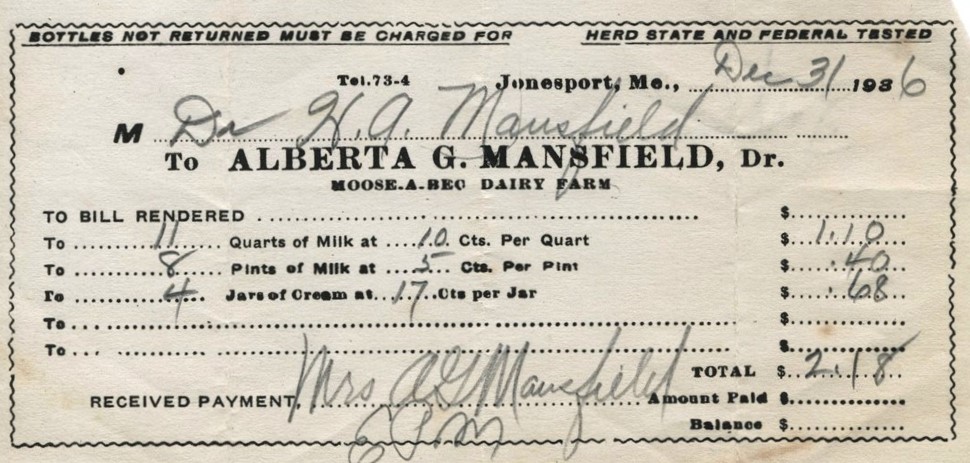 BOTTLES NOT RETURNED MUST BE CHARGED FOR HERD STATE AND FEDERAL TESTED
Tel. 73-4 Jonesport, Me., Dec 31 1936
M Dr H. A. Mansfield
To ALBERTA G. MANSFIELD, Dr.
MOOSE-A-BEC DAIRY FARM
TO BILL RENDERED $
To 11 Quarts of Milk at 10 Cts. Per Quart $ 1.10
To 8 Pints of Milk at 5 Cts. Per Pint $ .40
To 4 Jars of Cream at 17 Cts per Jar $ .68
To $
To $
TOTAL $ 2.18
RECEIVED PAYMENT, Mrs A G Mansfield Amount Paid $
Balance $